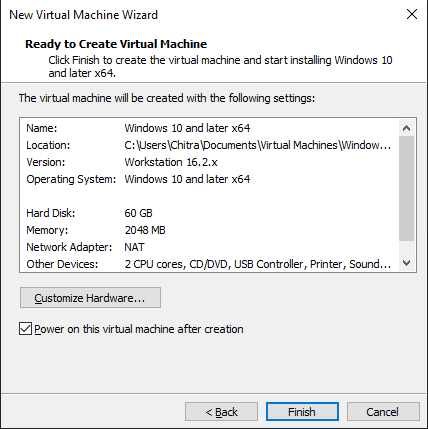 New Virtual Machine Wizard
Ready to Create Virtual Machine
Click Finish to create the virtual machine and start installing Windows 10
and later x64.
The virtual machine will be created with the following settings:
Name: Windows 10 and later x64
Location: C:\Users\Chitra\Documents\Virtual Machines\Window...
Version: Workstation 16.2.x
Operating System: Windows 10 and later x64
Hard Disk: 60 GB
Memory: 2048 MB
Network Adapter: NAT
Other Devices: 2 CPU cores, CD/DVD, USB Controller, Printer, Sound...
Customize Hardware...
Power on this virtual machine after creation
< Back Finish Cancel